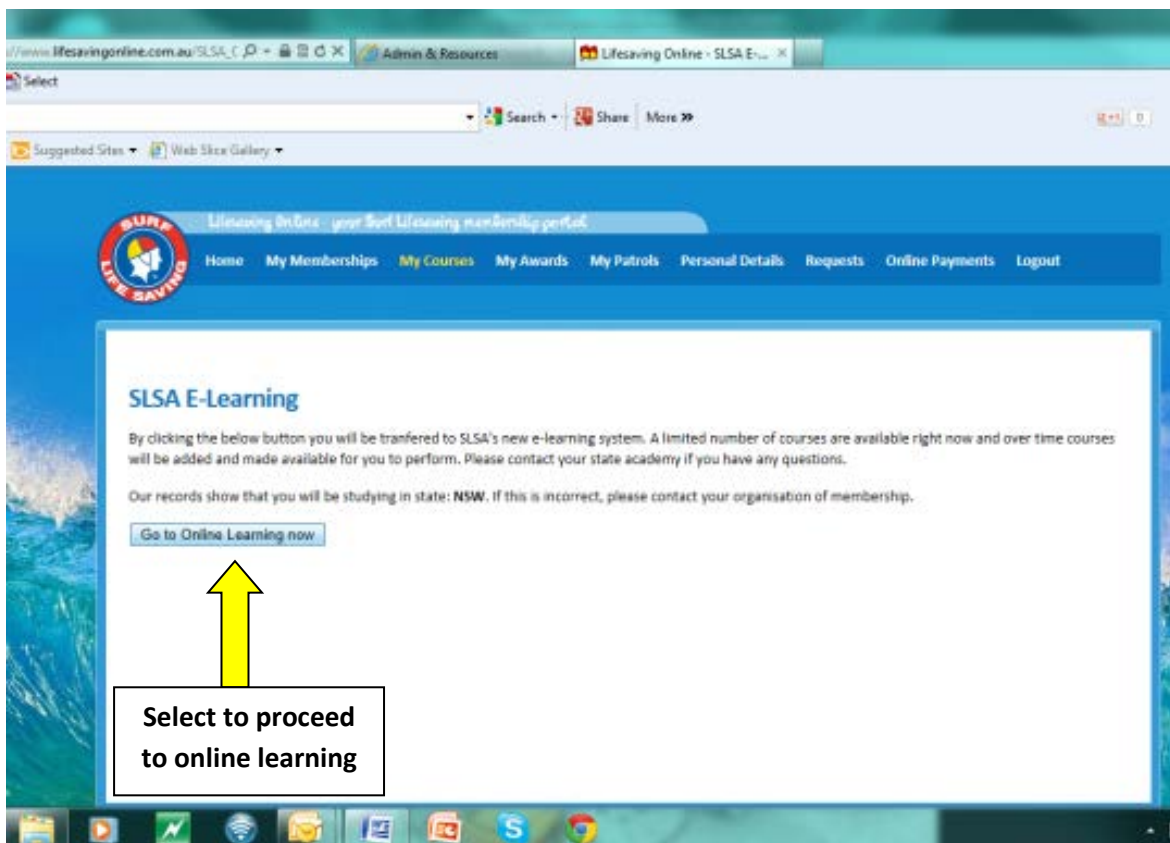 www.lifesavingonline.com.au/SLSA_
Admin & Resources
Lifesaving Online - SLSA E-...
Select
Search
Share
More »
0
Suggested Sites
Web Slice Gallery
Lifesaving Online - your Surf Lifesaving membership portal
SURF
LIFE SAVING
Home My Memberships My Courses My Awards My Patrols Personal Details Requests Online Payments Logout
SLSA E-Learning
By clicking the below button you will be tranfered to SLSA's new e-learning system. A limited number of courses are available right now and over time courses
will be added and made available for you to perform. Please contact your state academy if you have any questions.
Our records show that you will be studying in state: NSW. If this is incorrect, please contact your organisation of membership.
Go to Online Learning now
Select to proceed
to online learning